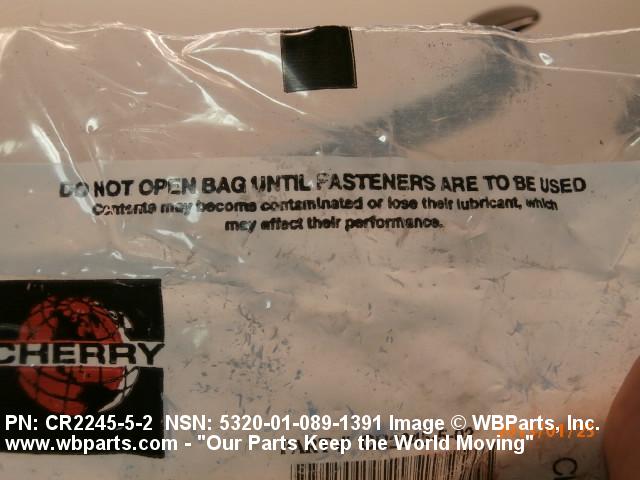 DO NOT OPEN BAG UNTIL FASTENERS ARE TO BE USED
Contents may become contaminated or lose their lubricant, which
may affect their performance.
CHERRY
PN: CR2245-5-2 NSN: 5320-01-089-1391 Image © WBParts, Inc.
www.wbparts.com - "Our Parts Keep the World Moving"